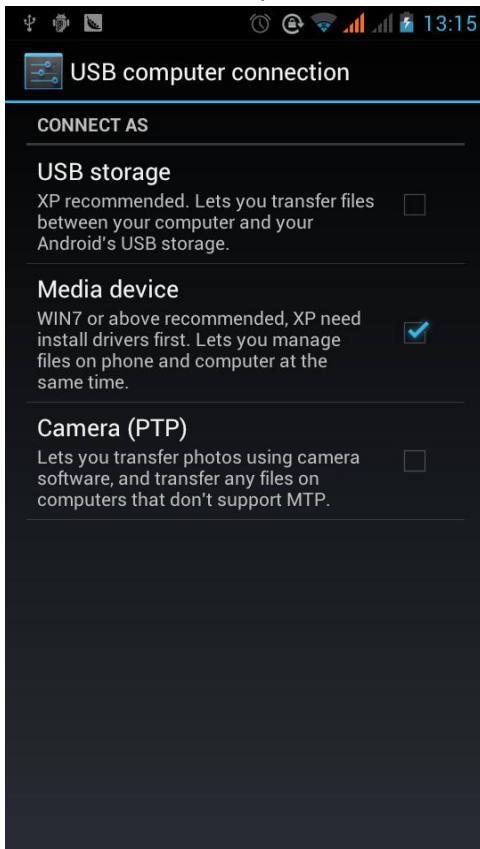 13:15
USB computer connection
CONNECT AS
USB storage
XP recommended. Lets you transfer files
between your computer and your
Android's USB storage.
Media device
WIN7 or above recommended, XP need
install drivers first. Lets you manage
files on phone and computer at the
same time.
Camera (PTP)
Lets you transfer photos using camera
software, and transfer any files on
computers that don't support MTP.